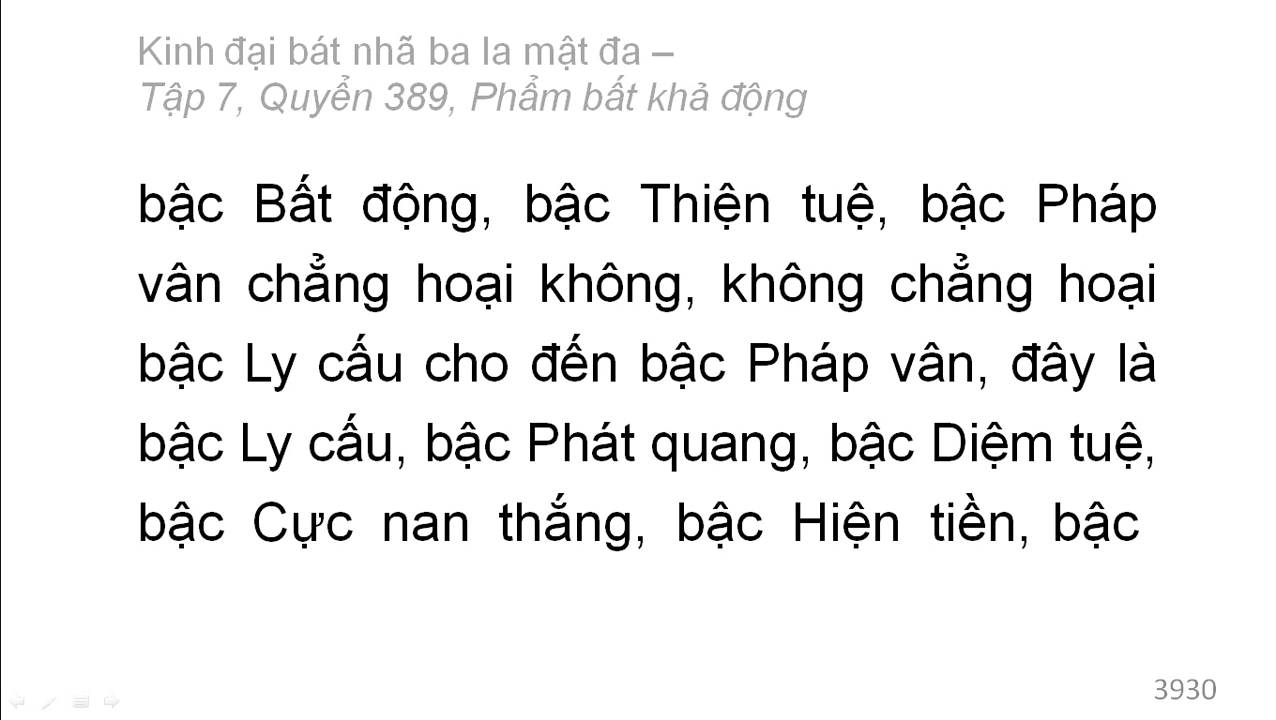 Kinh đại bát nhã ba la mật đa –
Tập 7, Quyển 389, Phẩm bất khả động
bậc Bất động, bậc Thiện tuệ, bậc Pháp
vân chẳng hoại không, không chẳng hoại
bậc Ly cấu cho đến bậc Pháp vân, đây là
bậc Ly cấu, bậc Phát quang, bậc Diệm tuệ,
bậc Cực nan thắng, bậc Hiện tiền, bậc
3930